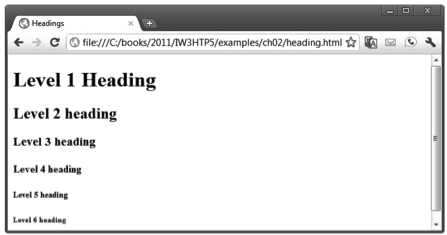 Headings
file:///C:/books/2011/IW3HTP5/examples/ch02/heading.html
Level 1 Heading
Level 2 heading
Level 3 heading
Level 4 heading
Level 5 heading
Level 6 heading